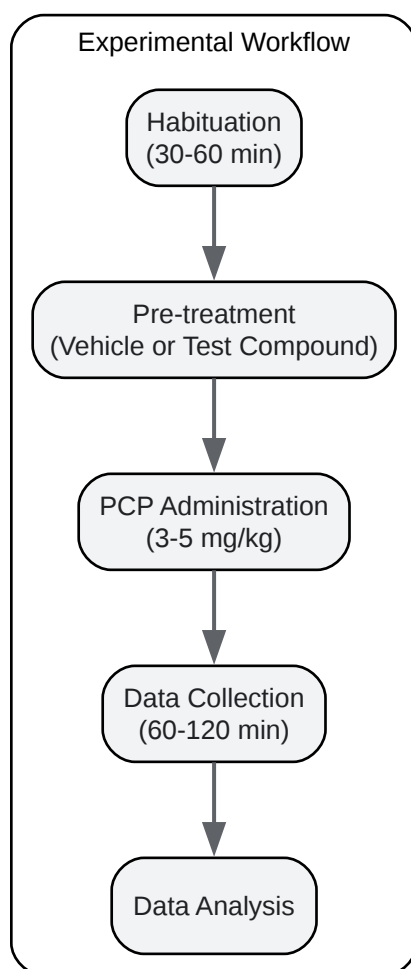 Experimental Workflow
Habituation
(30-60 min)
Pre-treatment
(Vehicle or Test Compound)
PCP Administration
(3-5 mg/kg)
Data Collection
(60-120 min)
Data Analysis